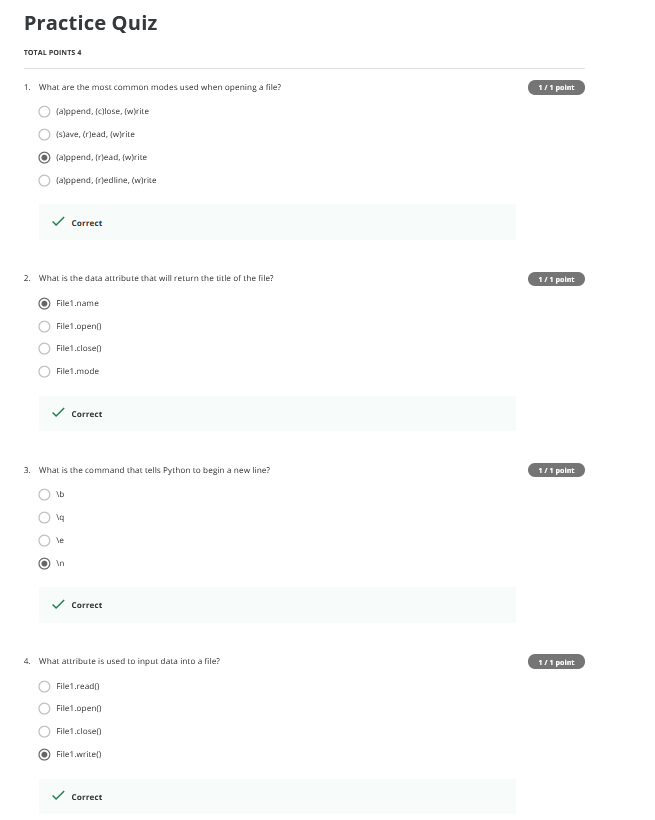 Practice Quiz
TOTAL POINTS 4
1. What are the most common modes used when opening a file? 1 / 1 point
(a)ppend, (c)lose, (w)rite
(s)ave, (r)ead, (w)rite
(a)ppend, (r)ead, (w)rite
(a)ppend, (r)edline, (w)rite
Correct
2. What is the data attribute that will return the title of the file? 1 / 1 point
File1.name
File1.open()
File1.close()
File1.mode
Correct
3. What is the command that tells Python to begin a new line? 1 / 1 point
\b
\q
\e
\n
Correct
4. What attribute is used to input data into a file? 1 / 1 point
File1.read()
File1.open()
File1.close()
File1.write()
Correct